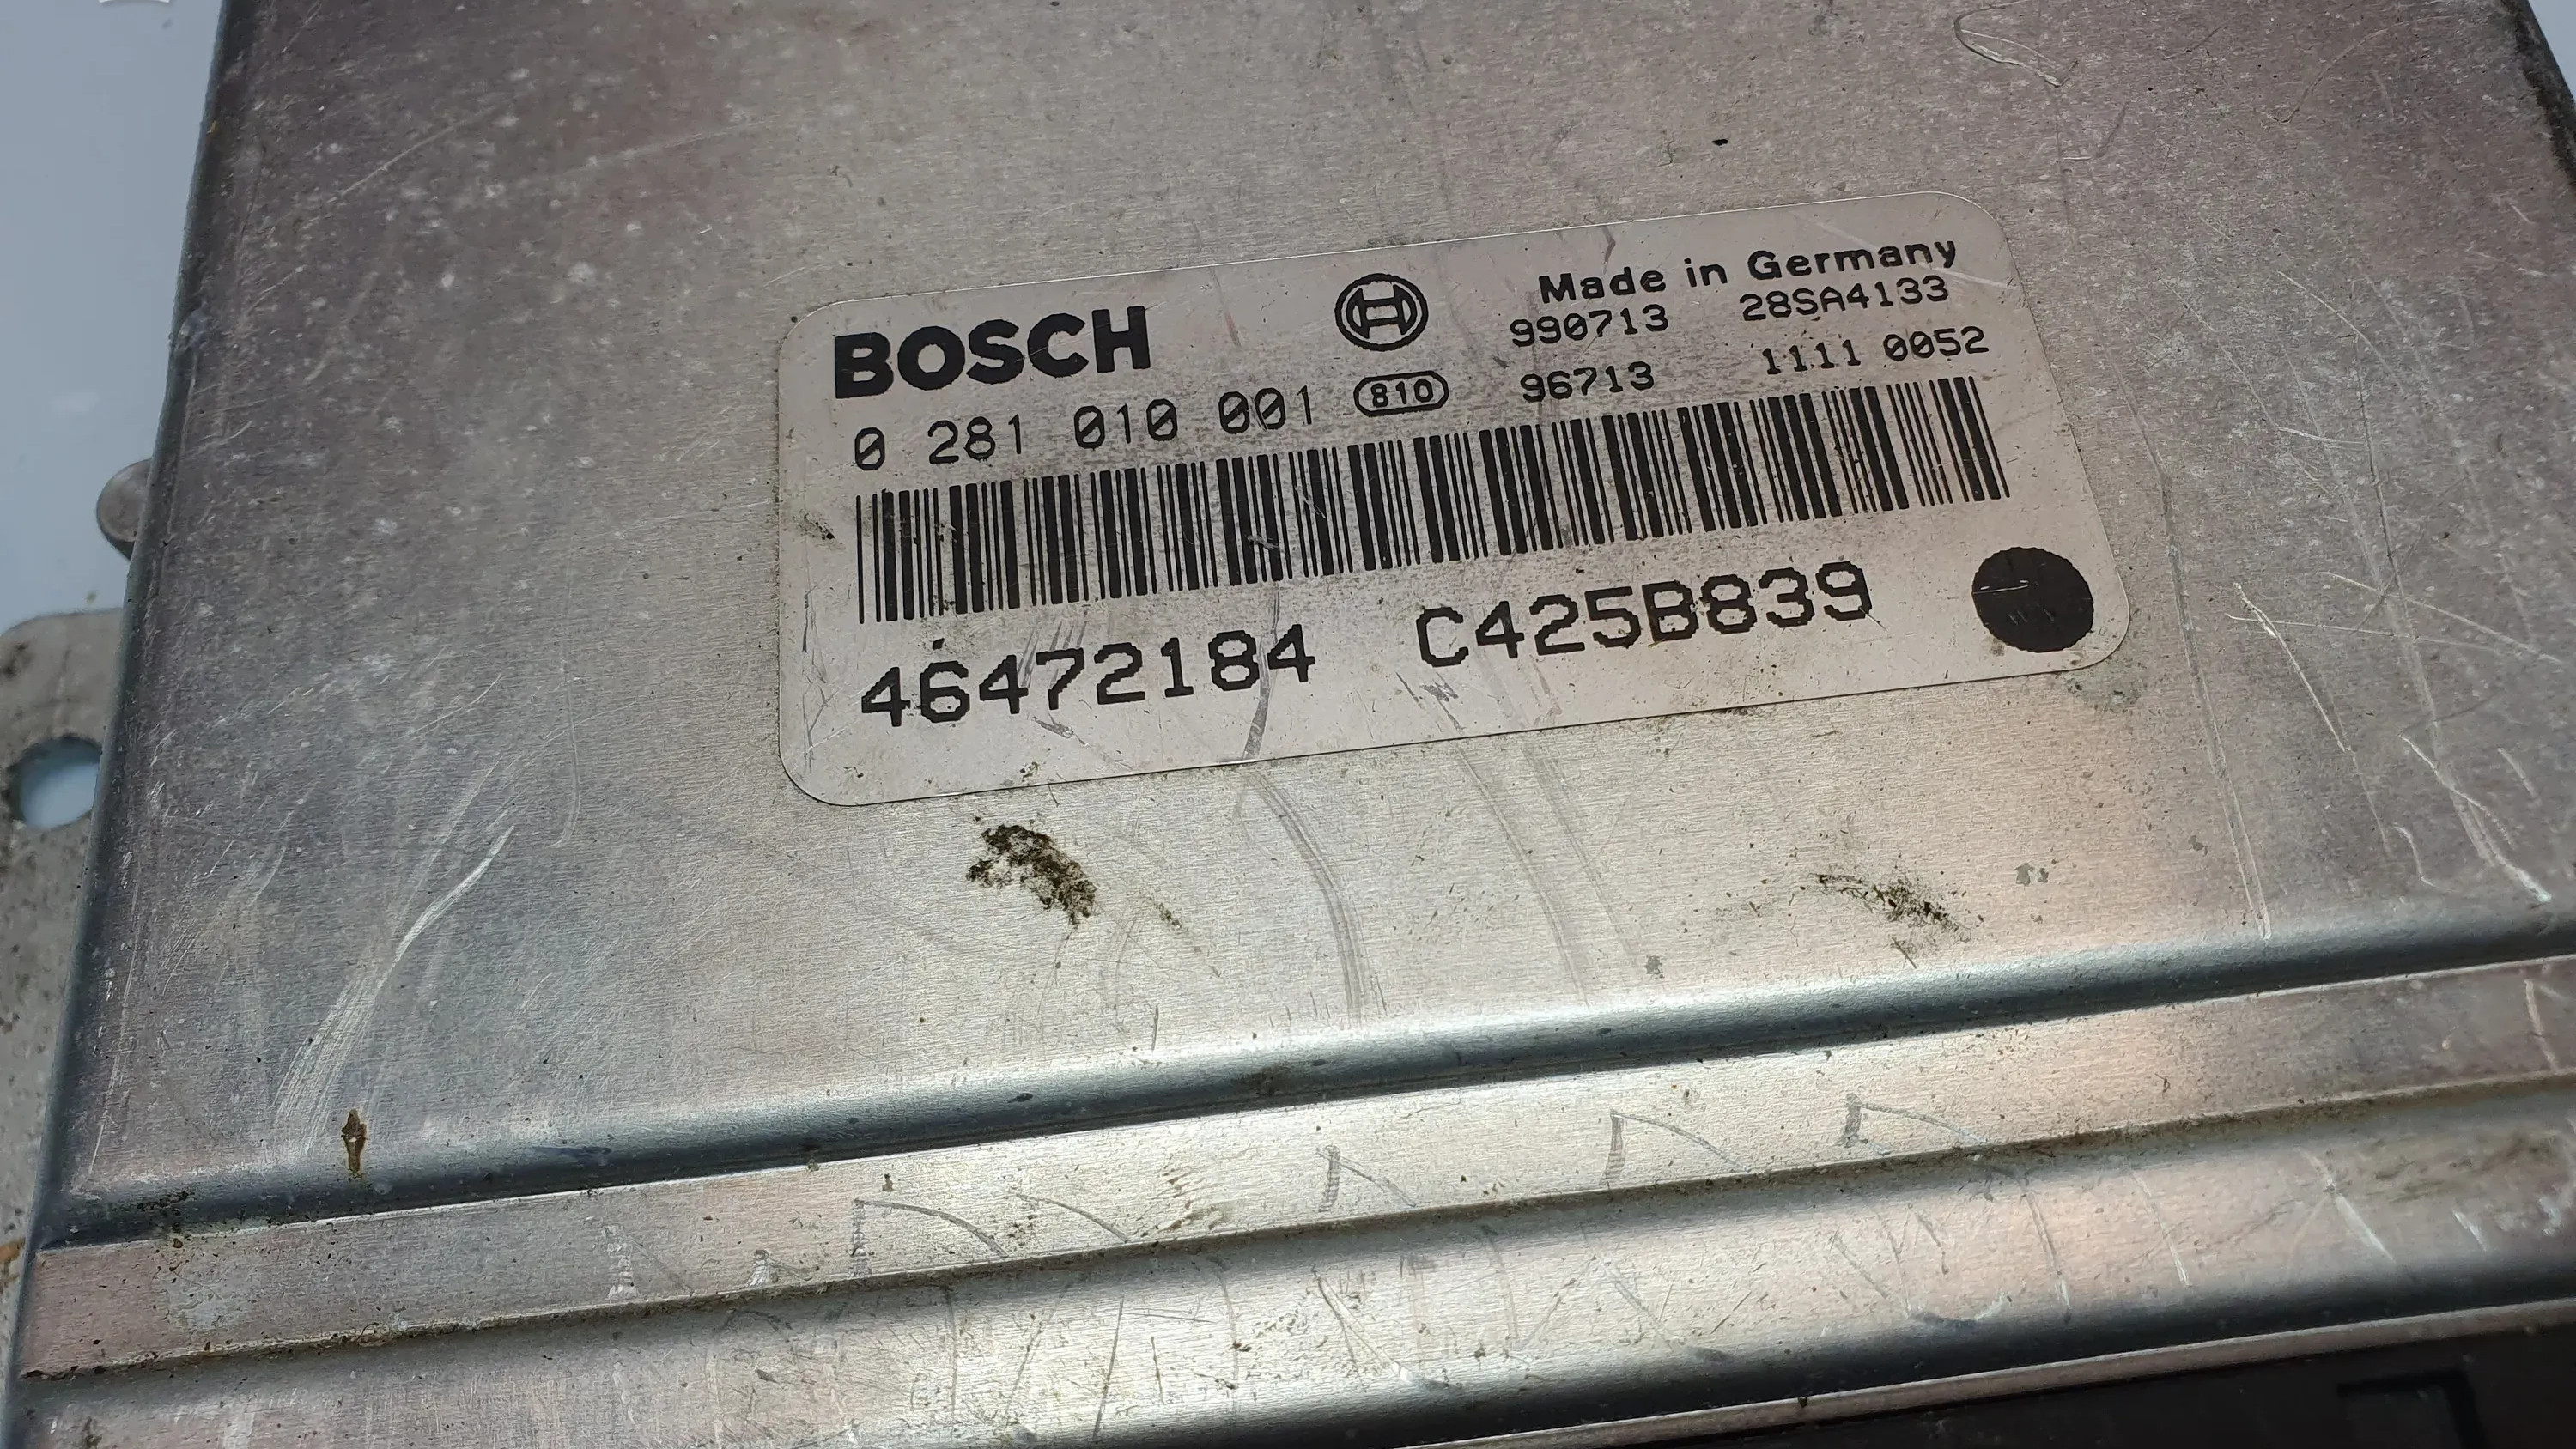 BOSCH
Made in Germany
990713 28SA4133
0 281 010 001 810 96713 1111 0052
46472184 C425B839